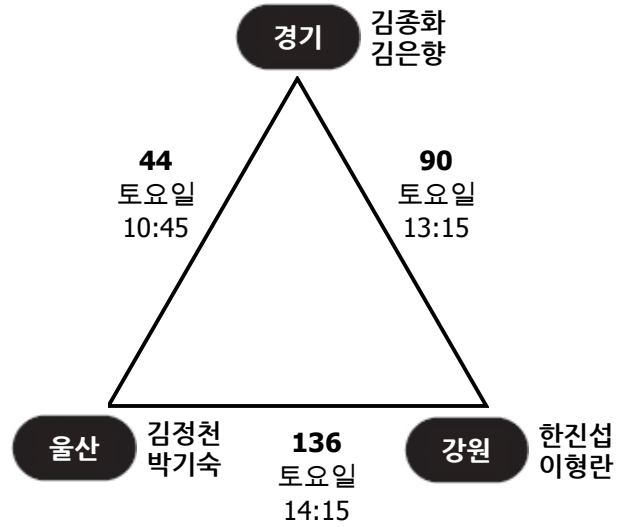 경기
김종화
김은향
44
토요일
10:45
90
토요일
13:15
울산
김정천
박기숙
136
토요일
14:15
강원
한진섭
이형란